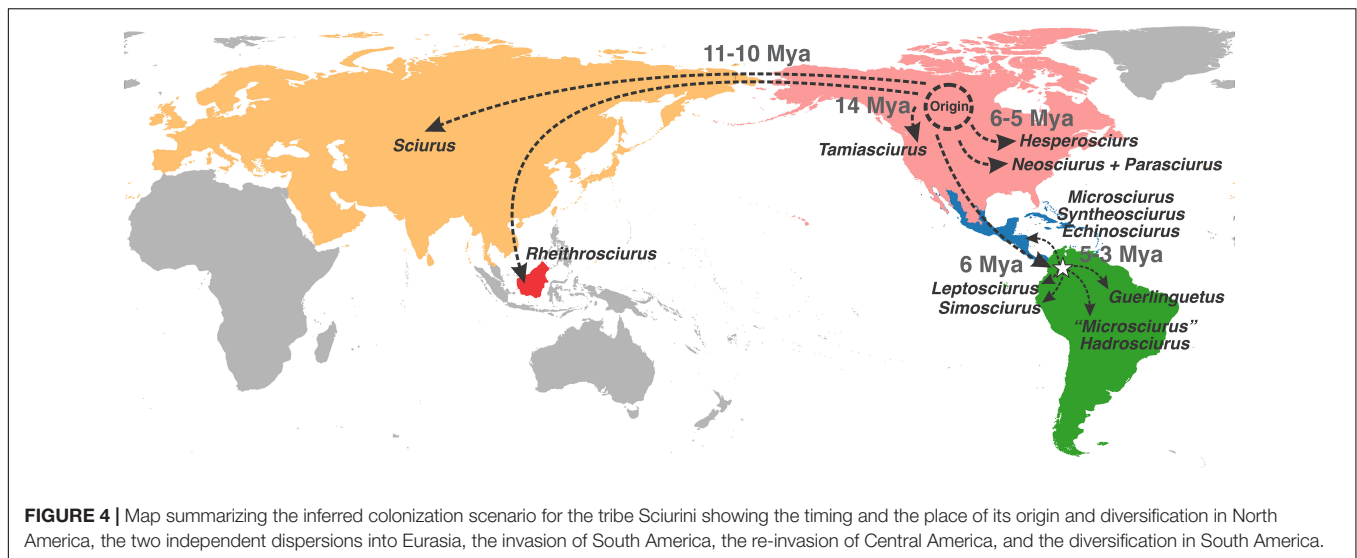 11-10 Mya
14 Mya
Origin
6-5 Mya
Sciurus
Tamiasciurus
Hesperosciurs
Neosciurus + Parasciurus
Microsciurus
Syntheosciurus
Echinosciurus
Rheithrosciurus
6 Mya
5-3 Mya
Leptosciurus
Simosciurus
Guerlinguetus
“Microsciurus”
Hadrosciurus
FIGURE 4 | Map summarizing the inferred colonization scenario for the tribe Sciurini showing the timing and the place of its origin and diversification in North
America, the two independent dispersions into Eurasia, the invasion of South America, the re-invasion of Central America, and the diversification in South America.